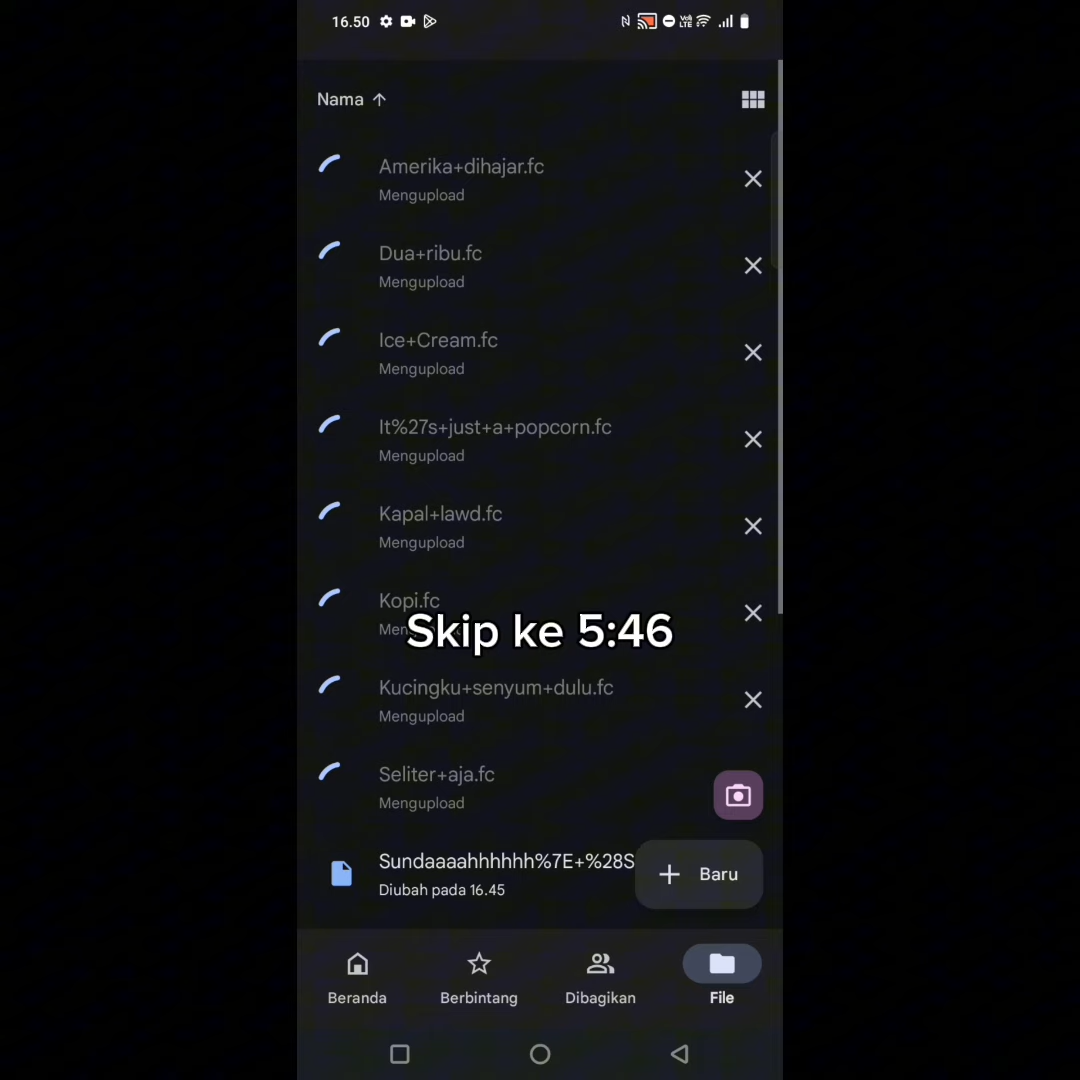 16.50
Nama
Amerika+dihajar.fc
Mengupload
Dua+ribu.fc
Mengupload
Ice+Cream.fc
Mengupload
It%27s+just+a+popcorn.fc
Mengupload
Kapal+lawd.fc
Mengupload
Kopi.fc
Skip ke 5:46
Kucingku+senyum+dulu.fc
Mengupload
Seliter+aja.fc
Mengupload
Sundaaaahhhhhh%7E+%28S
Diubah pada 16.45
Baru
Beranda
Berbintang
Dibagikan
File